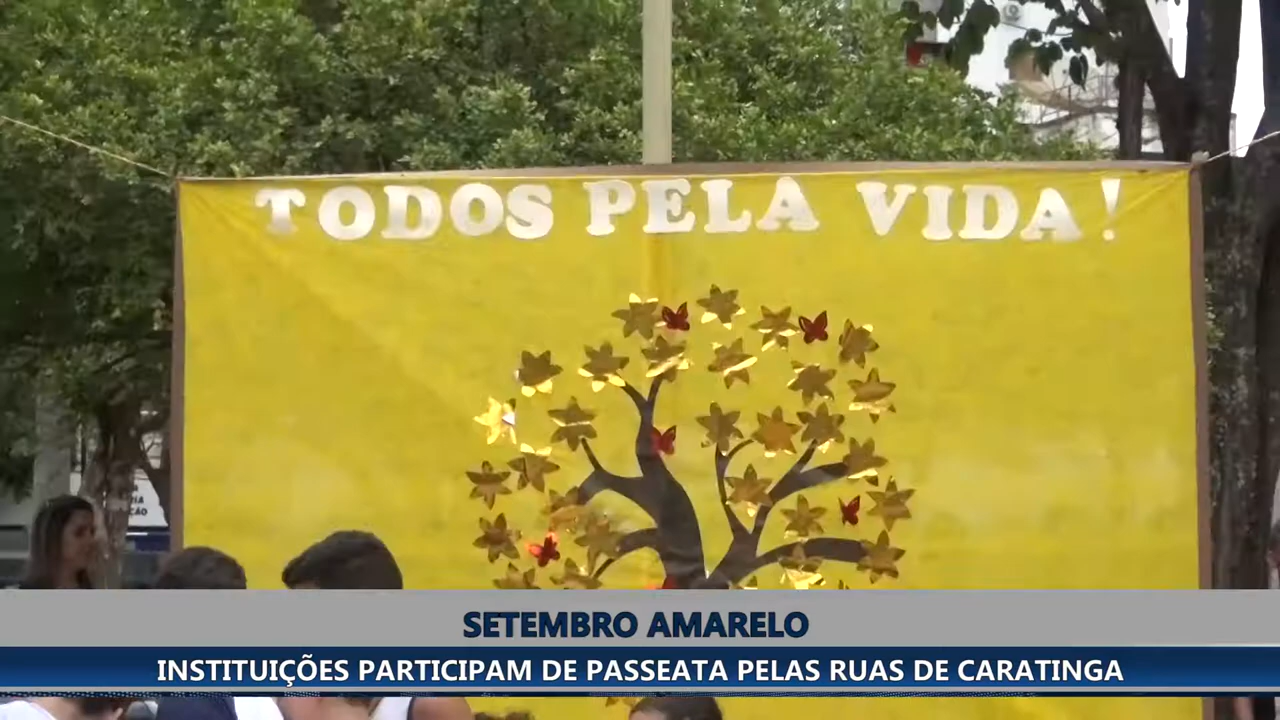 TODOS PELA VIDA!
SETEMBRO AMARELO
INSTITUIÇÕES PARTICIPAM DE PASSEATA PELAS RUAS DE CARATINGA